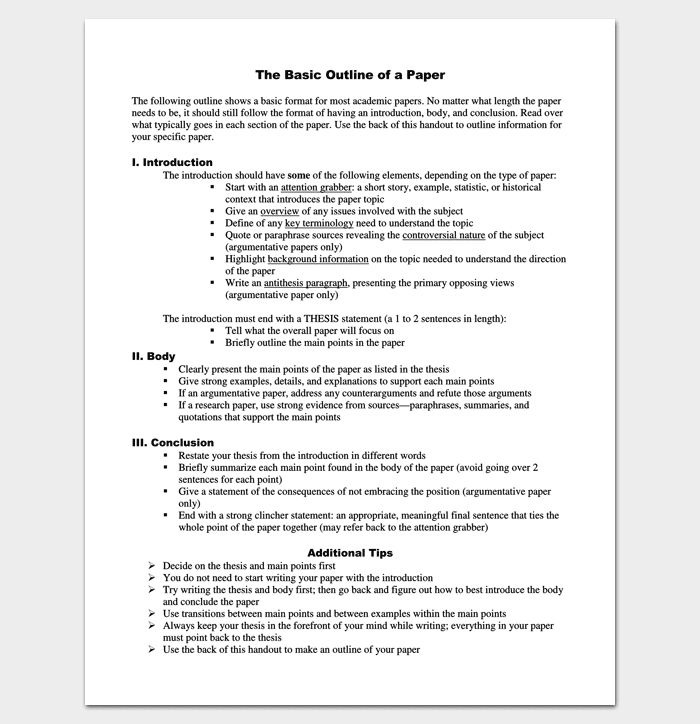 The Basic Outline of a Paper
The following outline shows a basic format for most academic papers. No matter what length the paper
needs to be, it should still follow the format of having an introduction, body, and conclusion. Read over
what typically goes in each section of the paper. Use the back of this handout to outline information for
your specific paper.
I. Introduction
The introduction should have some of the following elements, depending on the type of paper:
▪ Start with an attention grabber: a short story, example, statistic, or historical
context that introduces the paper topic
▪ Give an overview of any issues involved with the subject
▪ Define of any key terminology need to understand the topic
▪ Quote or paraphrase sources revealing the controversial nature of the subject
(argumentative papers only)
▪ Highlight background information on the topic needed to understand the direction
of the paper
▪ Write an antithesis paragraph, presenting the primary opposing views
(argumentative paper only)
The introduction must end with a THESIS statement (a 1 to 2 sentences in length):
▪ Tell what the overall paper will focus on
▪ Briefly outline the main points in the paper
II. Body
▪ Clearly present the main points of the paper as listed in the thesis
▪ Give strong examples, details, and explanations to support each main points
▪ If an argumentative paper, address any counterarguments and refute those arguments
▪ If a research paper, use strong evidence from sources—paraphrases, summaries, and
quotations that support the main points
III. Conclusion
▪ Restate your thesis from the introduction in different words
▪ Briefly summarize each main point found in the body of the paper (avoid going over 2
sentences for each point)
▪ Give a statement of the consequences of not embracing the position (argumentative paper
only)
▪ End with a strong clincher statement: an appropriate, meaningful final sentence that ties the
whole point of the paper together (may refer back to the attention grabber)
Additional Tips
➢ Decide on the thesis and main points first
➢ You do not need to start writing your paper with the introduction
➢ Try writing the thesis and body first; then go back and figure out how to best introduce the body
and conclude the paper
➢ Use transitions between main points and between examples within the main points
➢ Always keep your thesis in the forefront of your mind while writing; everything in your paper
must point back to the thesis
➢ Use the back of this handout to make an outline of your paper